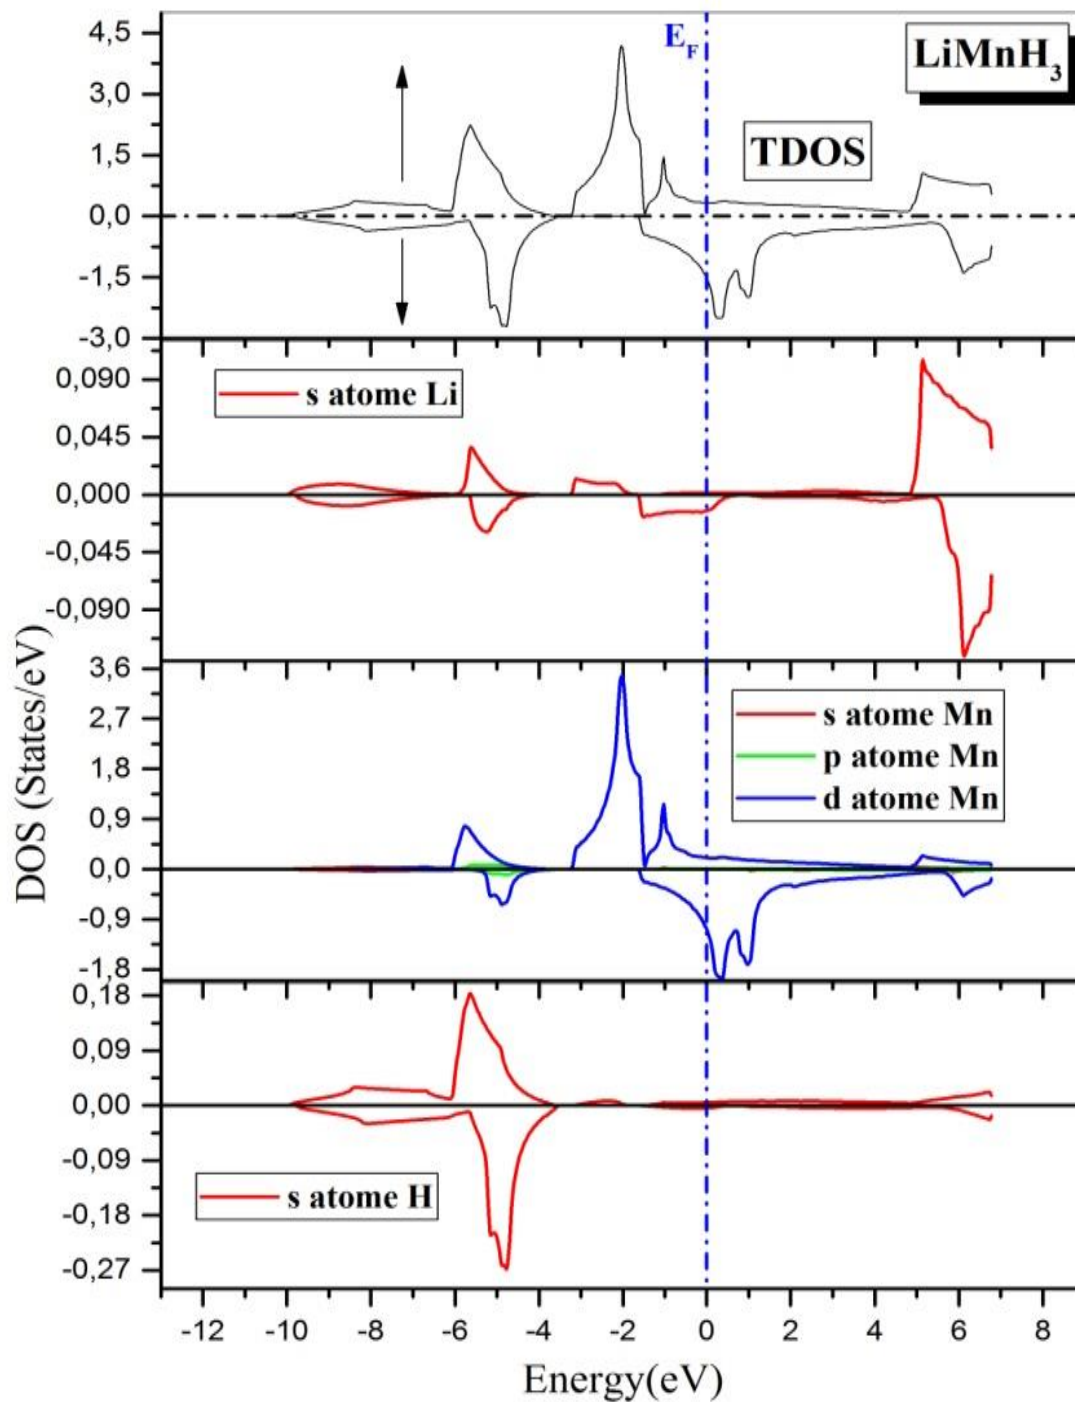 LiMnH3
EF
TDOS
4,5
3,0
1,5
0,0
-1,5
-3,0
s atome Li
0,090
0,045
0,000
-0,045
-0,090
s atome Mn
p atome Mn
d atome Mn
3,6
2,7
1,8
0,9
0,0
-0,9
-1,8
s atome H
0,18
0,09
0,00
-0,09
-0,18
-0,27
DOS (States/eV)
-12 -10 -8 -6 -4 -2 0 2 4 6 8
Energy(eV)